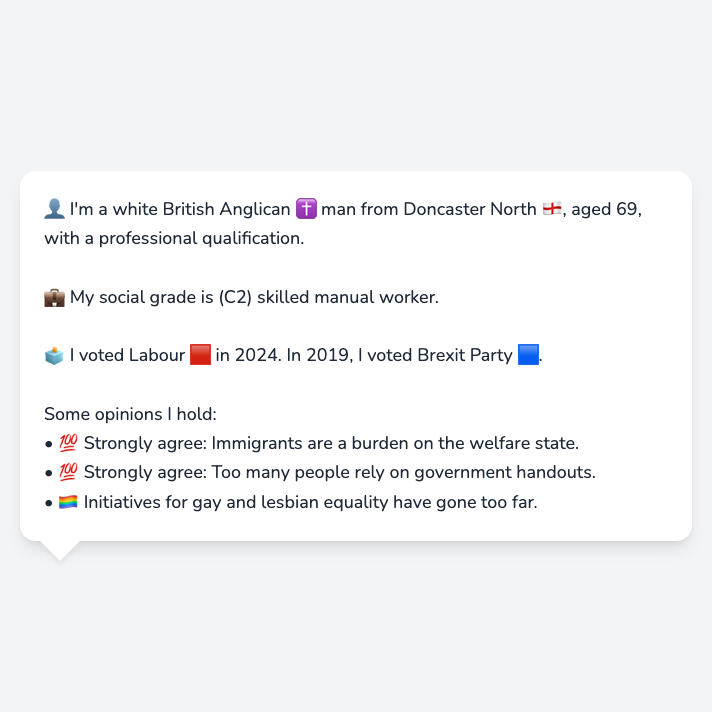 👤 I'm a white British Anglican ✝️ man from Doncaster North 🏴󠁧󠁢󠁥󠁮󠁧󠁿, aged 69,
with a professional qualification.
💼 My social grade is (C2) skilled manual worker.
🗳️ I voted Labour 🟥 in 2024. In 2019, I voted Brexit Party 🟦.
Some opinions I hold:
• 💯 Strongly agree: Immigrants are a burden on the welfare state.
• 💯 Strongly agree: Too many people rely on government handouts.
• 🏳️‍🌈 Initiatives for gay and lesbian equality have gone too far.